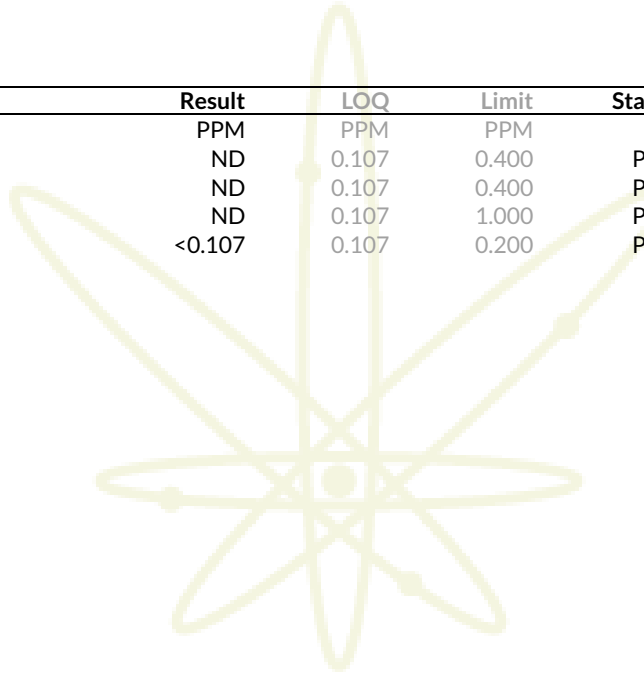 Result LOQ Limit Sta
PPM PPM PPM
ND 0.107 0.400 P
ND 0.107 0.400 P
ND 0.107 1.000 P
<0.107 0.107 0.200 P